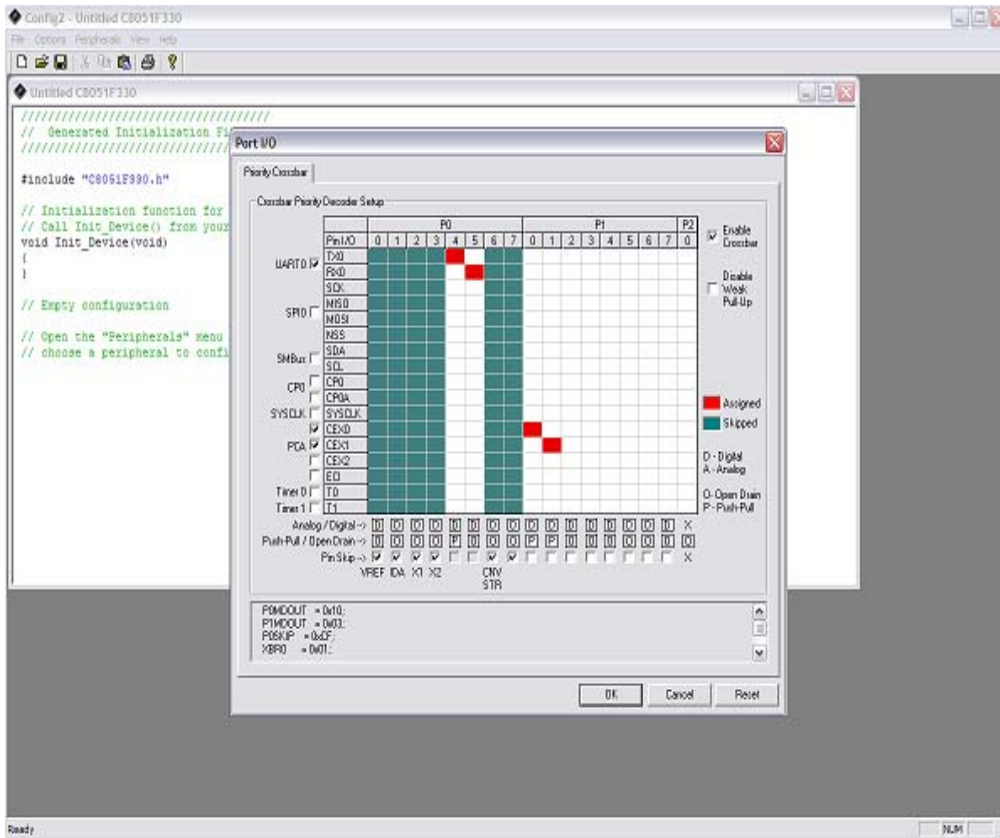 Config2 - Untitled C8051F330
File Options Peripherals View Help
Untitled C8051F330
////////////////////////////////////
// Generated Initialization Fi
#include "C8051F330.h"
// Initialization function for
// Call Init_Device() from your
void Init_Device(void)
{
}
// Empty configuration
// Open the "Peripherals" menu
// choose a peripheral to confi
Port I/O
Priority Crossbar
Crossbar Priority Decoder Setup
P0 P1 P2
Pin I/O 0 1 2 3 4 5 6 7 0 1 2 3 4 5 6 7 0
UART0 TX0
RX0
SCK
SPI0 MISO
MOSI
NSS
SMBus SDA
SCL
CP0 CP0
CP0A
SYSCLK SYSCLK
CEX0
PCA CEX1
CEX2
ECI
Timer 0 T0
Timer 1 T1
Analog / Digital -> D D D D D D D D D D D D D D D D X
Push-Pull / Open Drain -> O O O O P O O O P P O O O O O O O
Pin Skip -> X
VREF IDA X1 X2 CNV
STR
Enable
Crossbar
Disable
Weak
Pull-Up
Assigned
Skipped
D - Digital
A - Analog
O - Open Drain
P - Push-Pull
P0MDOUT = 0x10;
P1MDOUT = 0x03;
P0SKIP = 0xCF;
XBR0 = 0x01;
OK Cancel Reset
Ready NUM